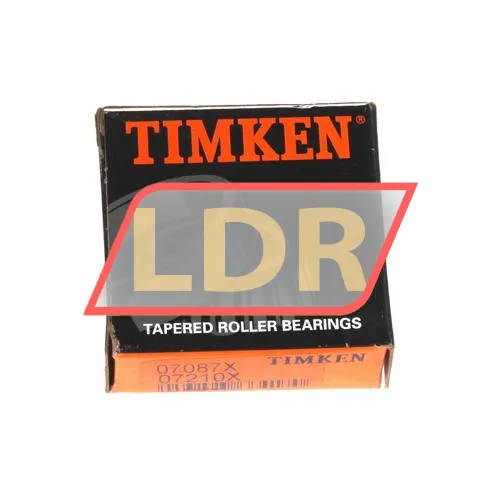 TIMKEN®
LDR
TAPERED ROLLER BEARINGS
07087X TIMKEN
07210X